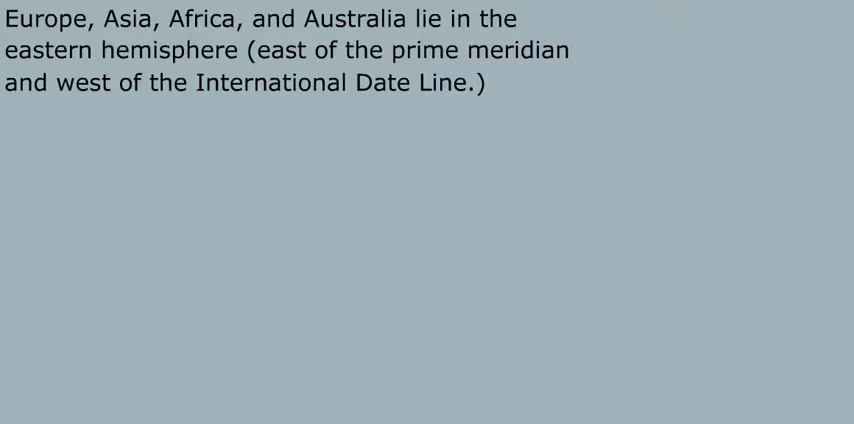 Europe, Asia, Africa, and Australia lie in the
eastern hemisphere (east of the prime meridian
and west of the International Date Line.)